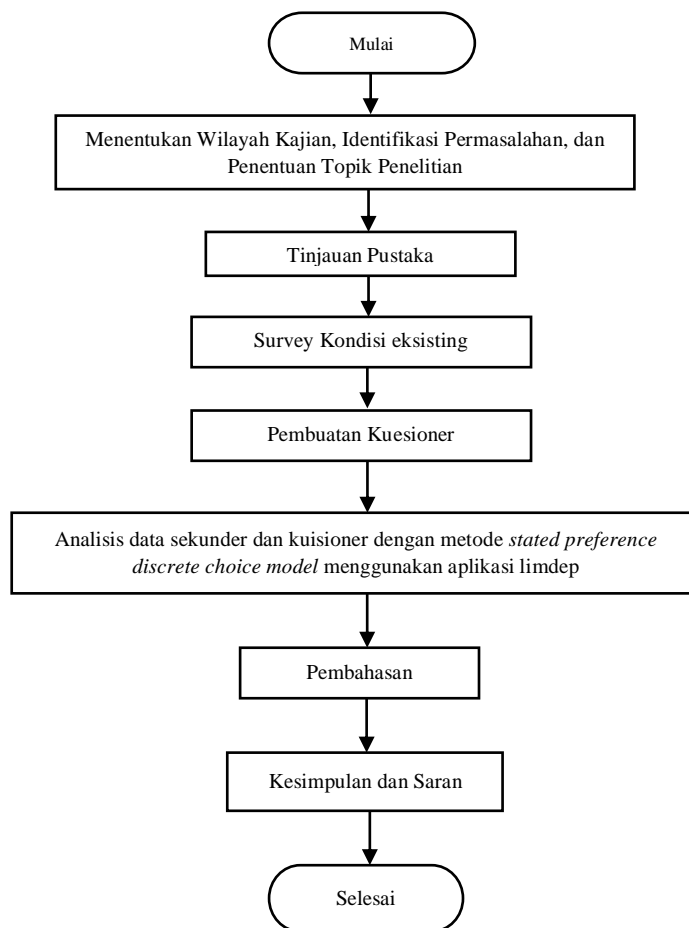 Mulai
Menentukan Wilayah Kajian, Identifikasi Permasalahan, dan
Penentuan Topik Penelitian
Tinjauan Pustaka
Survey Kondisi eksisting
Pembuatan Kuesioner
Analisis data sekunder dan kuisioner dengan metode stated preference
discrete choice model menggunakan aplikasi limdep
Pembahasan
Kesimpulan dan Saran
Selesai